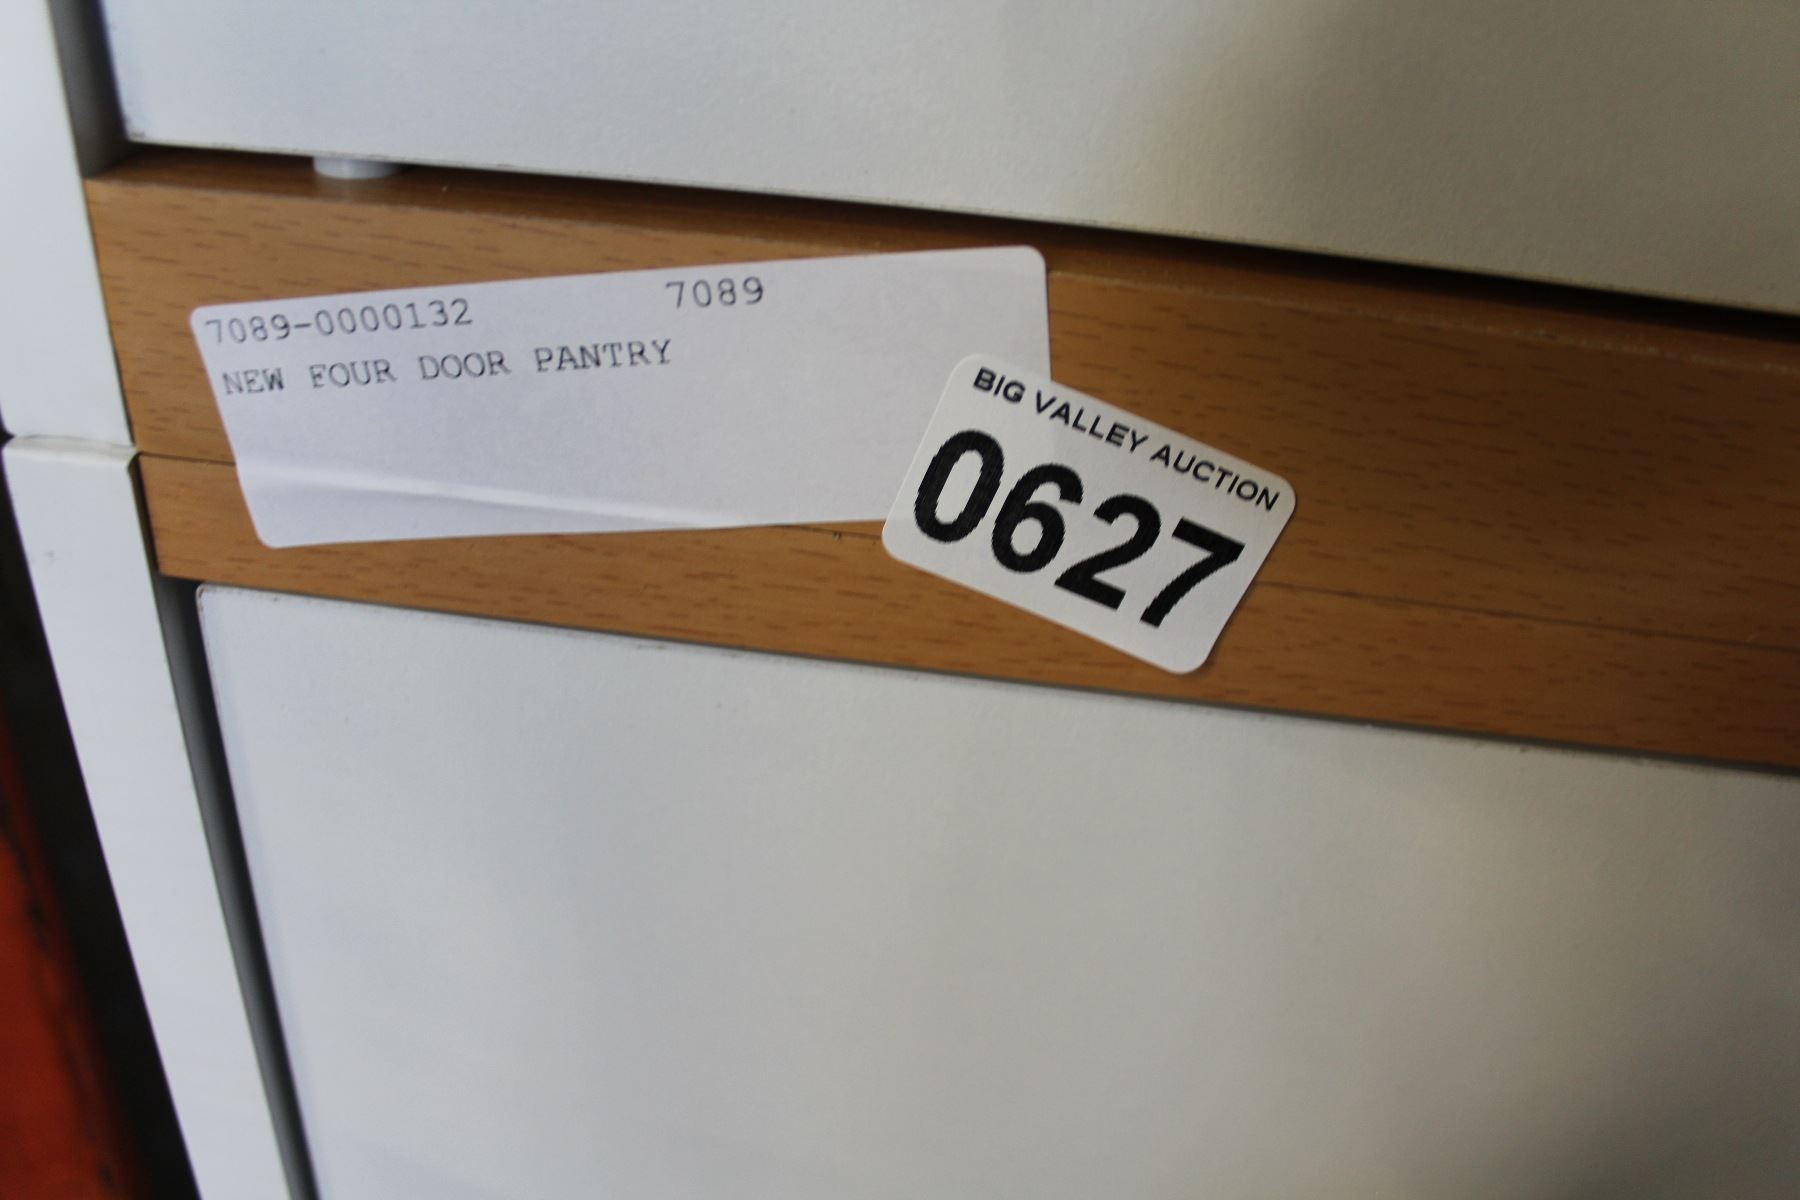 7089-0000132 7089
NEW FOUR DOOR PANTRY
BIG VALLEY AUCTION
0627